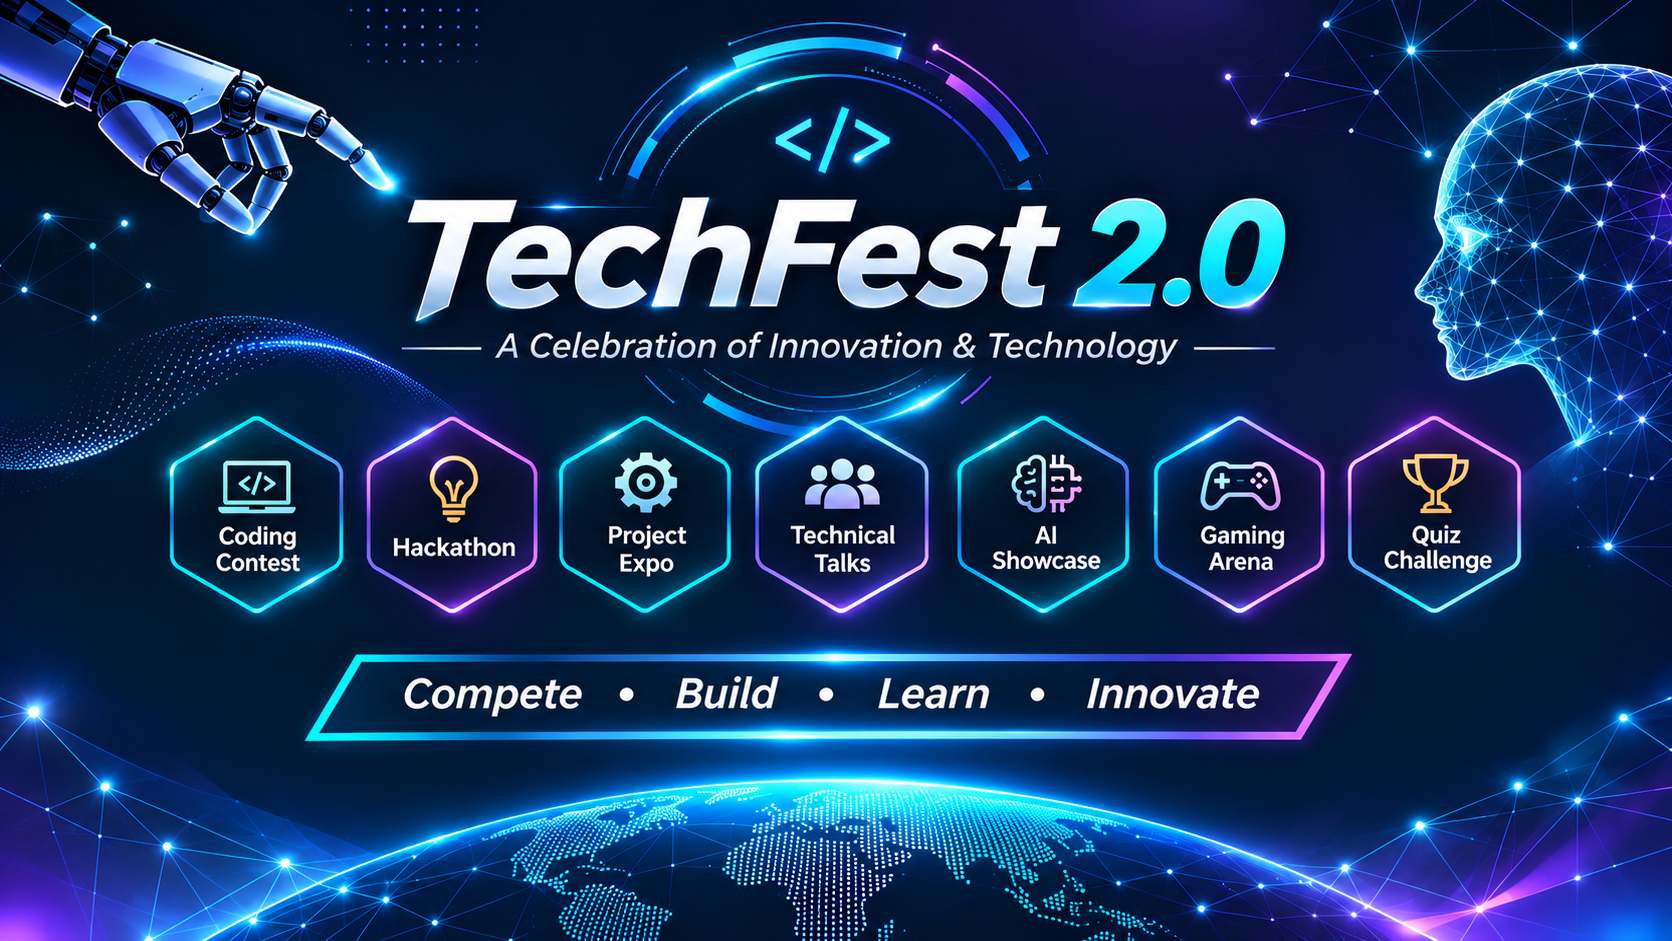 </>
TechFest 2.0
A Celebration of Innovation & Technology
</>
Coding
Contest
Hackathon
Project
Expo
Technical
Talks
AI
Showcase
Gaming
Arena
Quiz
Challenge
Compete • Build • Learn • Innovate